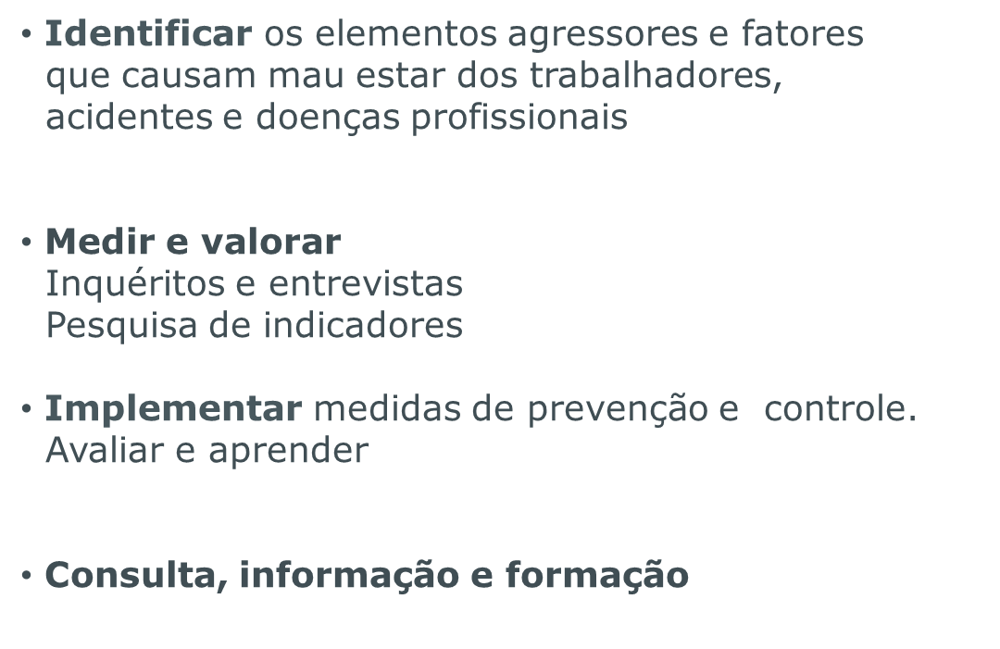 • Identificar os elementos agressores e fatores
que causam mau estar dos trabalhadores,
acidentes e doenças profissionais
• Medir e valorar
Inquéritos e entrevistas
Pesquisa de indicadores
• Implementar medidas de prevenção e  controle.
Avaliar e aprender
• Consulta, informação e formação